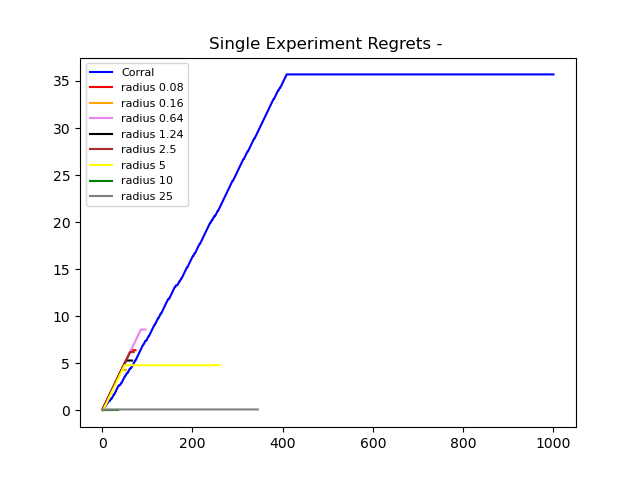 Single Experiment Regrets -
Corral
radius 0.08
radius 0.16
radius 0.64
radius 1.24
radius 2.5
radius 5
radius 10
radius 25
35
30
25
20
15
10
5
0
0 200 400 600 800 1000